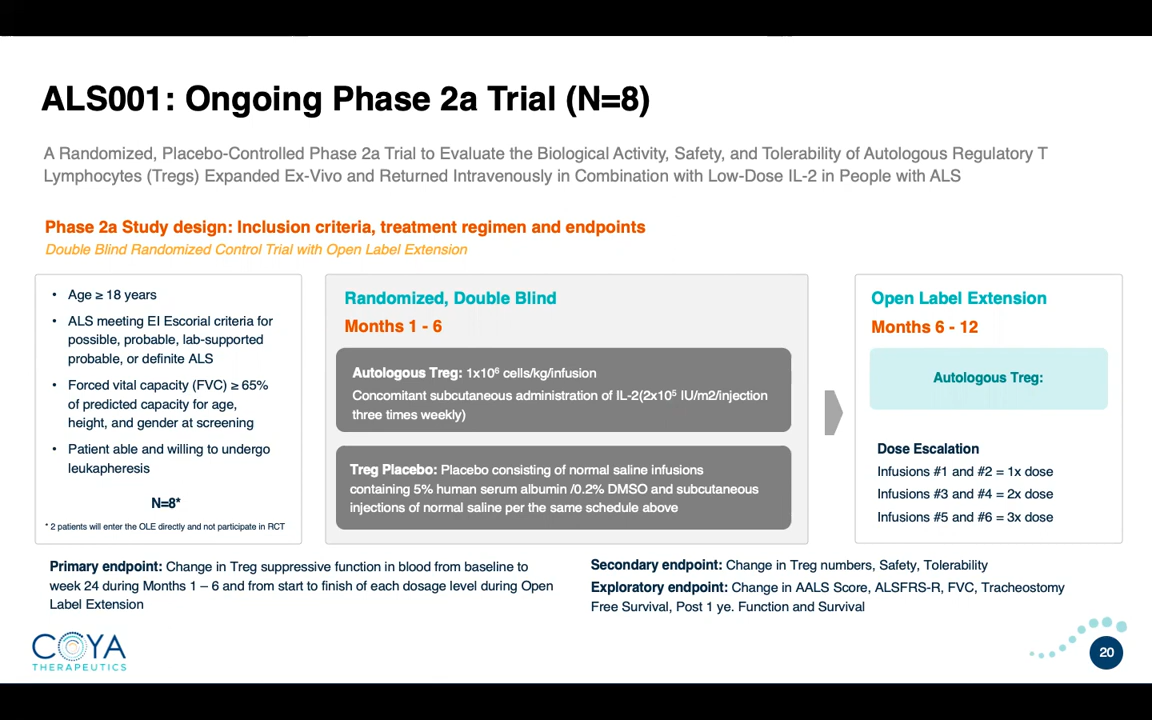 ALS001: Ongoing Phase 2a Trial (N=8)
A Randomized, Placebo-Controlled Phase 2a Trial to Evaluate the Biological Activity, Safety, and Tolerability of Autologous Regulatory T
Lymphocytes (Tregs) Expanded Ex-Vivo and Returned Intravenously in Combination with Low-Dose IL-2 in People with ALS
Phase 2a Study design: Inclusion criteria, treatment regimen and endpoints
Double Blind Randomized Control Trial with Open Label Extension
• Age ≥ 18 years
• ALS meeting EI Escorial criteria for
possible, probable, lab-supported
probable, or definite ALS
• Forced vital capacity (FVC) ≥ 65%
of predicted capacity for age,
height, and gender at screening
• Patient able and willing to undergo
leukapheresis
N=8*
* 2 patients will enter the OLE directly and not participate in RCT
Randomized, Double Blind
Months 1 - 6
Autologous Treg: 1x10⁶ cells/kg/infusion
Concomitant subcutaneous administration of IL-2(2x10⁵ IU/m2/injection
three times weekly)
Treg Placebo: Placebo consisting of normal saline infusions
containing 5% human serum albumin /0.2% DMSO and subcutaneous
injections of normal saline per the same schedule above
Open Label Extension
Months 6 - 12
Autologous Treg:
Dose Escalation
Infusions #1 and #2 = 1x dose
Infusions #3 and #4 = 2x dose
Infusions #5 and #6 = 3x dose
Primary endpoint: Change in Treg suppressive function in blood from baseline to
week 24 during Months 1 – 6 and from start to finish of each dosage level during Open
Label Extension
Secondary endpoint: Change in Treg numbers, Safety, Tolerability
Exploratory endpoint: Change in AALS Score, ALSFRS-R, FVC, Tracheostomy
Free Survival, Post 1 ye. Function and Survival
COYA
THERAPEUTICS
20